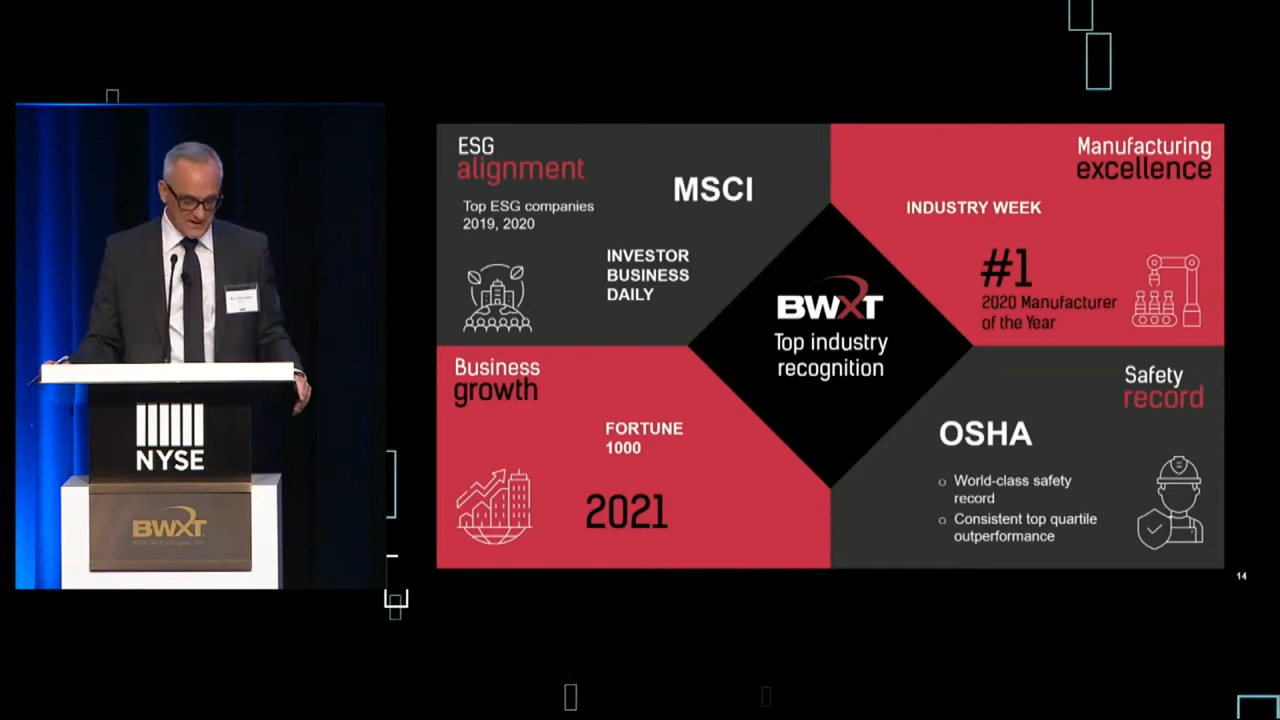 ESG
alignment
Top ESG companies
2019, 2020
MSCI
INVESTOR
BUSINESS
DAILY
Manufacturing
excellence
INDUSTRY WEEK
#1
2020 Manufacturer
of the Year
BWXT
Top industry
recognition
Business
growth
FORTUNE
1000
2021
Safety
record
OSHA
World-class safety
record
Consistent top quartile
outperformance
14
NYSE
BWXT